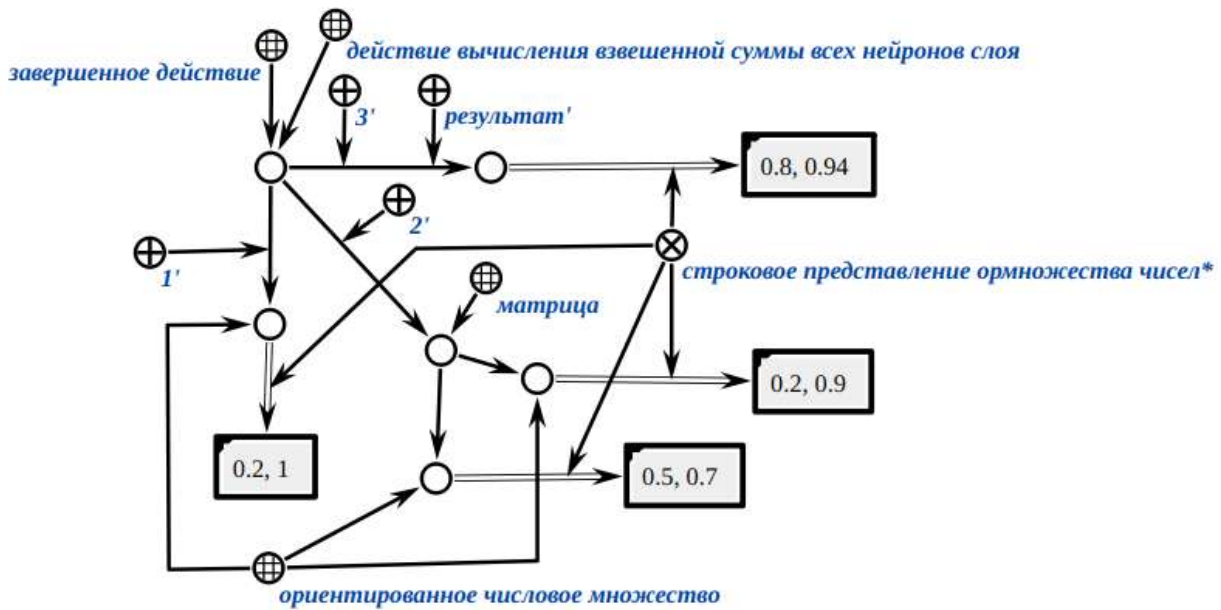 действие вычисления взвешенной суммы всех нейронов слоя
завершенное действие
3'
результат'
0.8, 0.94
2'
1'
строковое представление ормножества чисел*
матрица
0.2, 0.9
0.2, 1
0.5, 0.7
ориентированное числовое множество